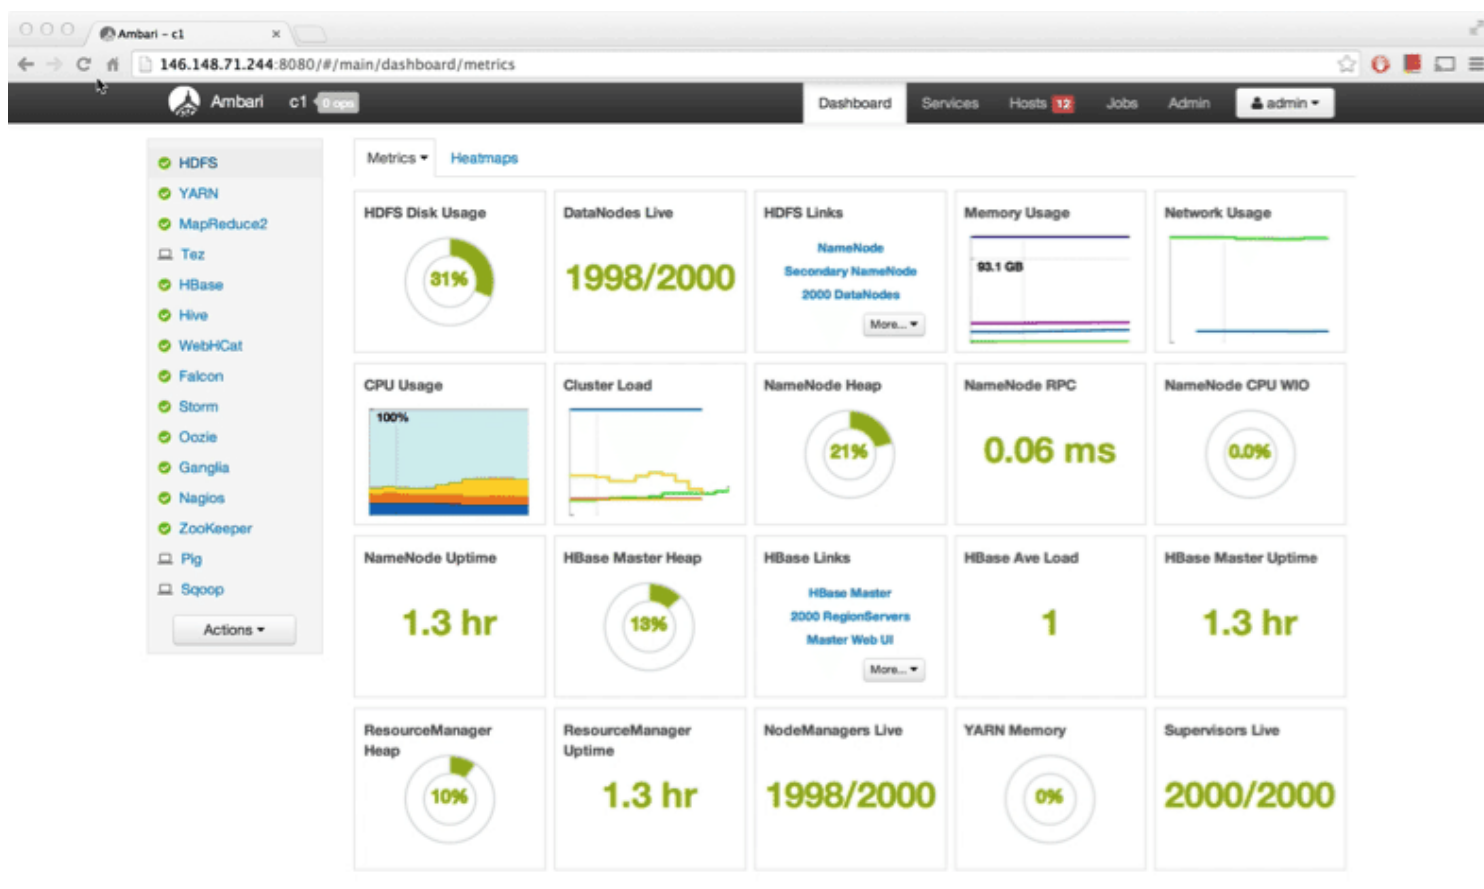 Ambari - c1
146.148.71.244:8080/#/main/dashboard/metrics
Ambari c1 0 ops Dashboard Services Hosts 12 Jobs Admin admin
HDFS
YARN
MapReduce2
Tez
HBase
Hive
WebHCat
Falcon
Storm
Oozie
Ganglia
Nagios
ZooKeeper
Pig
Sqoop
Actions
Metrics Heatmaps
HDFS Disk Usage
31%
DataNodes Live
1998/2000
HDFS Links
NameNode
Secondary NameNode
2000 DataNodes
More...
Memory Usage
93.1 GB
Network Usage
CPU Usage
100%
Cluster Load
NameNode Heap
21%
NameNode RPC
0.06 ms
NameNode CPU WIO
0.0%
NameNode Uptime
1.3 hr
HBase Master Heap
13%
HBase Links
HBase Master
2000 RegionServers
Master Web UI
More...
HBase Ave Load
1
HBase Master Uptime
1.3 hr
ResourceManager
Heap
10%
ResourceManager
Uptime
1.3 hr
NodeManagers Live
1998/2000
YARN Memory
0%
Supervisors Live
2000/2000